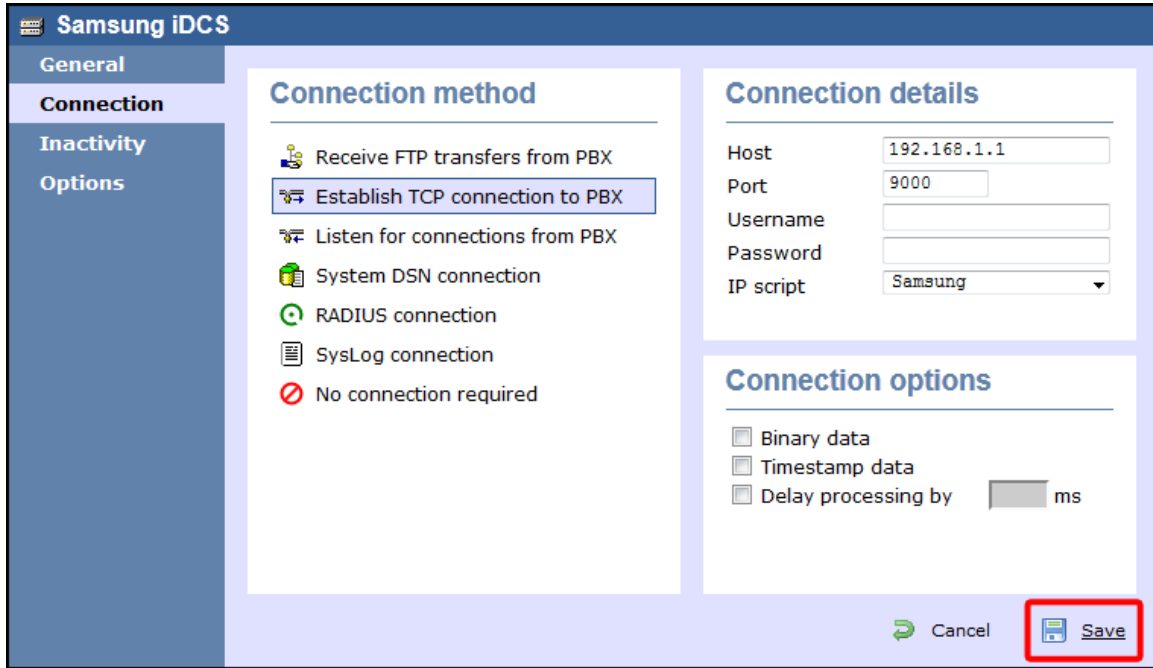 Samsung iDCS
General
Connection
Inactivity
Options
Connection method
Receive FTP transfers from PBX
Establish TCP connection to PBX
Listen for connections from PBX
System DSN connection
RADIUS connection
SysLog connection
No connection required
Connection details
Host 192.168.1.1
Port 9000
Username
Password
IP script Samsung
Connection options
Binary data
Timestamp data
Delay processing by ms
Cancel Save